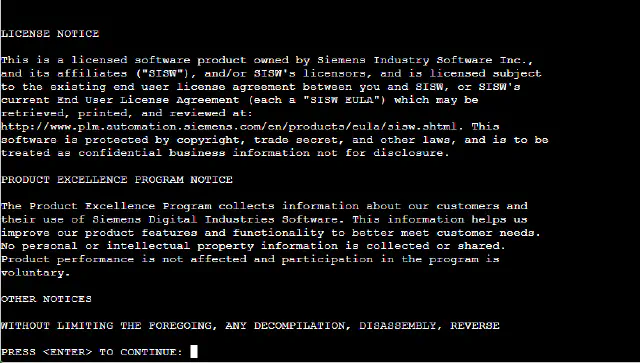 LICENSE NOTICE
This is a licensed software product owned by Siemens Industry Software Inc.,
and its affiliates ("SISW"), and/or SISW's licensors, and is licensed subject
to the existing end user license agreement between you and SISW, or SISW's
current End User License Agreement (each a "SISW EULA") which may be
retrieved, printed, and reviewed at:
http://www.plm.automation.siemens.com/en/products/eula/sisw.shtml. This
software is protected by copyright, trade secret, and other laws, and is to be
treated as confidential business information not for disclosure.
PRODUCT EXCELLENCE PROGRAM NOTICE
The Product Excellence Program collects information about our customers and
their use of Siemens Digital Industries Software. This information helps us
improve our product features and functionality to better meet customer needs.
No personal or intellectual property information is collected or shared.
Product performance is not affected and participation in the program is
voluntary.
OTHER NOTICES
WITHOUT LIMITING THE FOREGOING, ANY DECOMPILATION, DISASSEMBLY, REVERSE
PRESS <ENTER> TO CONTINUE: